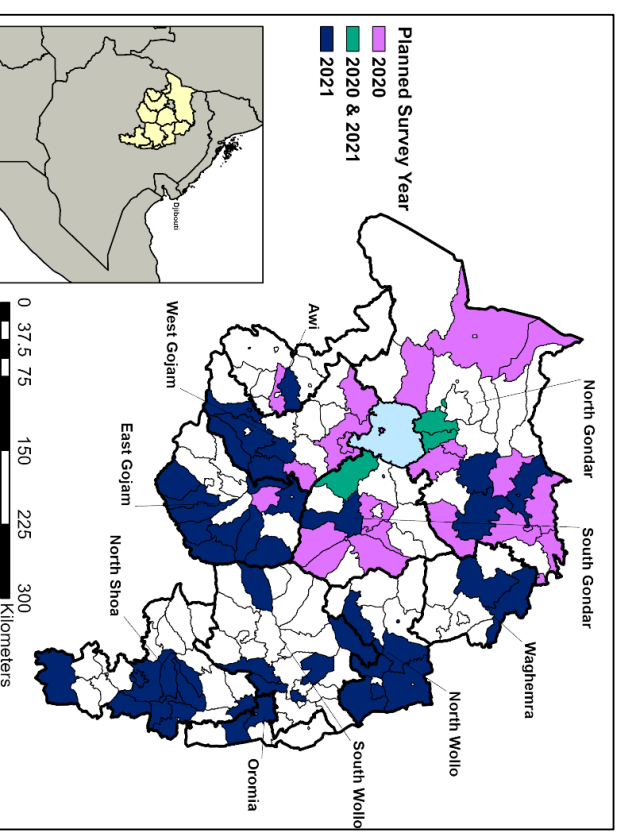 Planned Survey Year
2020
2020 & 2021
2021
Djibouti
North Gondar
South Gondar
Waghemra
North Wollo
South Wollo
Oromia
Awi
West Gojam
East Gojam
North Shoa
0 37.5 75 150 225 300
Kilometers